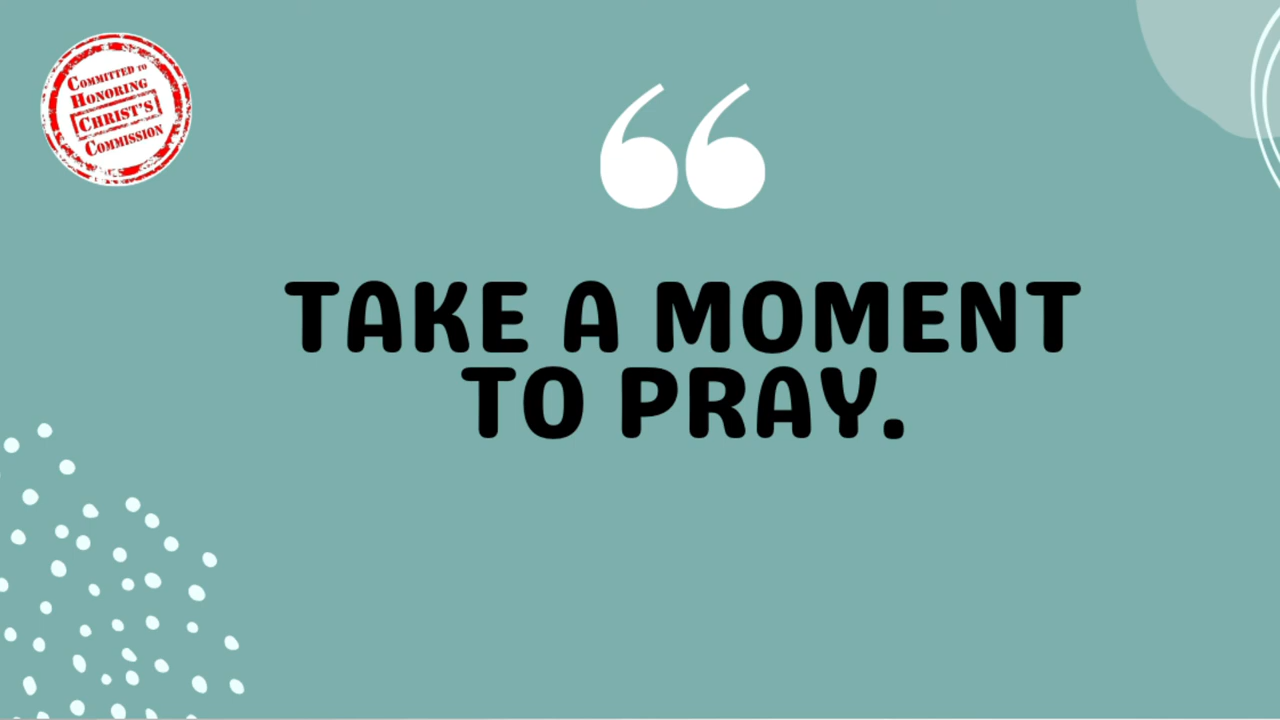 COMMITTED TO
HONORING
CHRIST'S
COMMISSION
“
TAKE A MOMENT
TO PRAY.